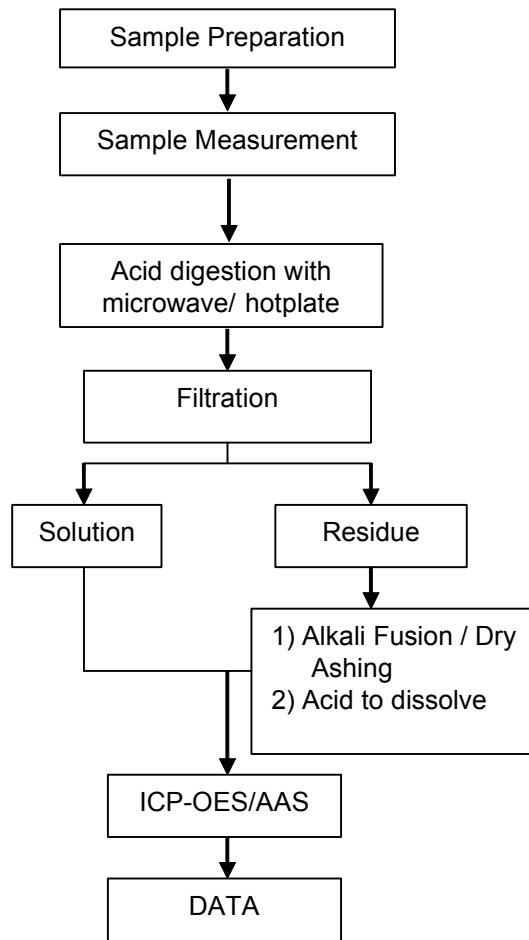 Sample Preparation
Sample Measurement
Acid digestion with
microwave/ hotplate
Filtration
Solution
Residue
1) Alkali Fusion / Dry
Ashing
2) Acid to dissolve
ICP-OES/AAS
DATA